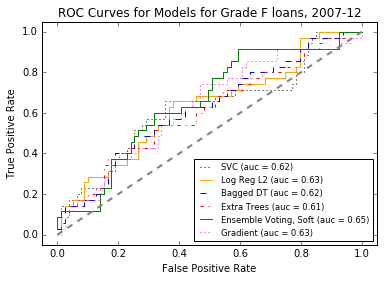 ROC Curves for Models for Grade F loans, 2007-12
True Positive Rate
1.0
0.8
0.6
0.4
0.2
0.0
SVC (auc = 0.62)
Log Reg L2 (auc = 0.63)
Bagged DT (auc = 0.62)
Extra Trees (auc = 0.61)
Ensemble Voting, Soft (auc = 0.65)
Gradient (auc = 0.63)
0.0 0.2 0.4 0.6 0.8 1.0
False Positive Rate